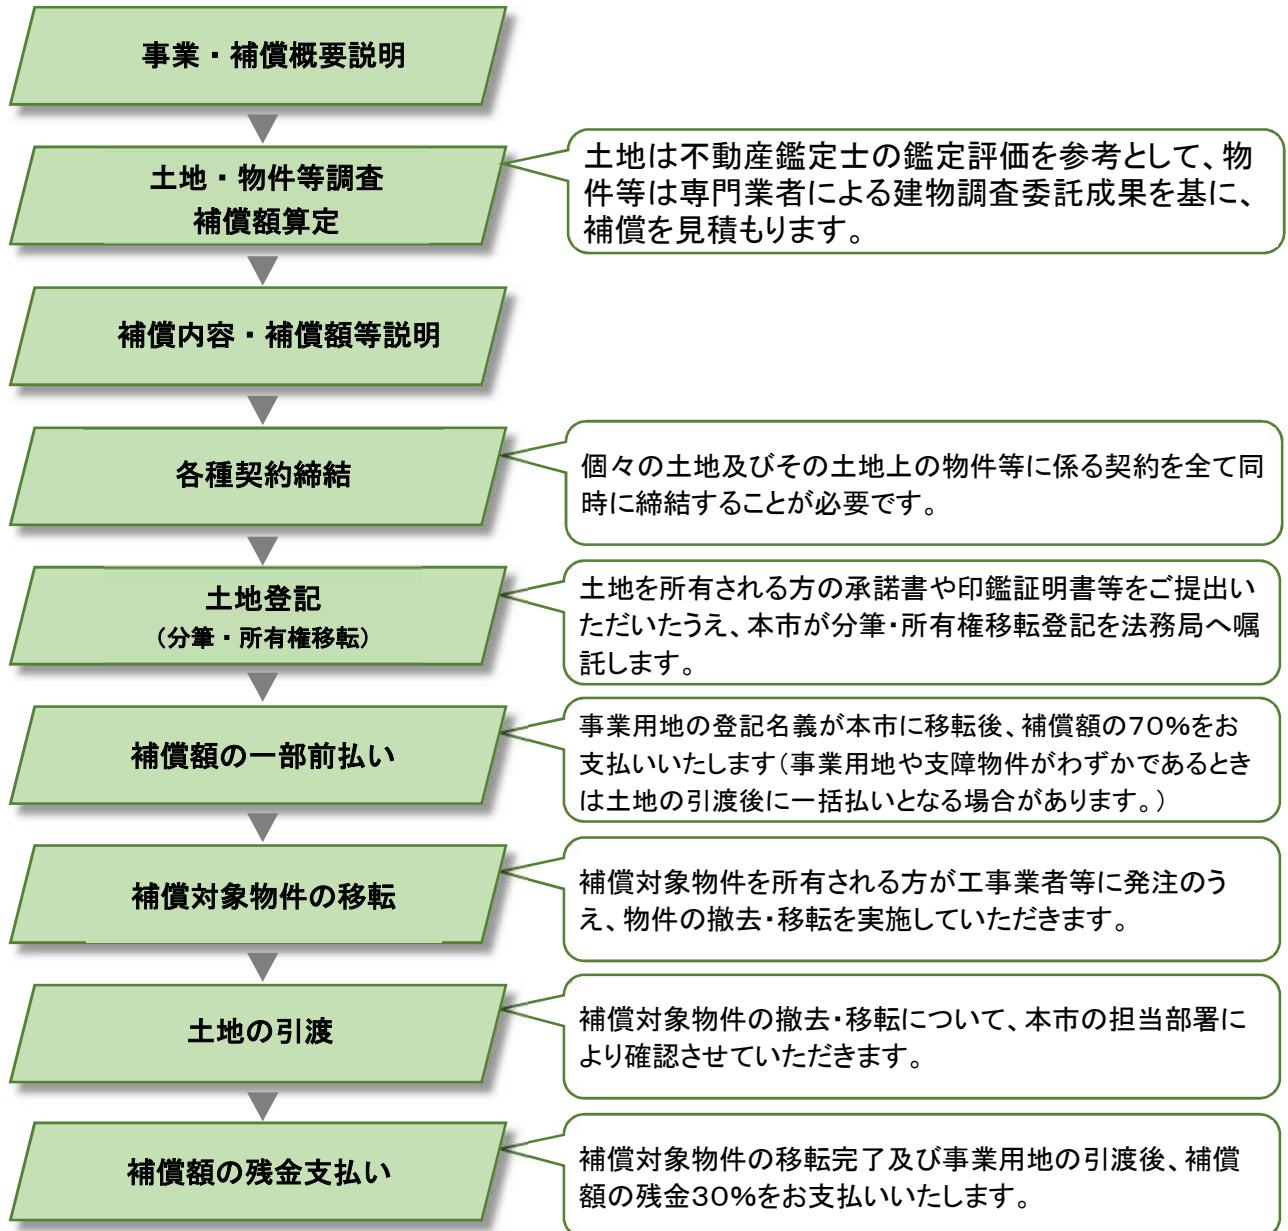 事業・補償概要説明
土地・物件等調査
補償額算定
土地は不動産鑑定士の鑑定評価を参考として、物
件等は専門業者による建物調査委託成果を基に、
補償を見積もります。
補償内容・補償額等説明
各種契約締結
個々の土地及びその土地上の物件等に係る契約を全て同
時に締結することが必要です。
土地登記
（分筆・所有権移転）
土地を所有される方の承諾書や印鑑証明書等をご提出い
ただいたうえ、本市が分筆・所有権移転登記を法務局へ嘱
託します。
補償額の一部前払い
事業用地の登記名義が本市に移転後、補償額の70％をお
支払いいたします（事業用地や支障物件がわずかであるとき
は土地の引渡後に一括払いとなる場合があります。）
補償対象物件の移転
補償対象物件を所有される方が工事業者等に発注のう
え、物件の撤去・移転を実施していただきます。
土地の引渡
補償対象物件の撤去・移転について、本市の担当部署に
より確認させていただきます。
補償額の残金支払い
補償対象物件の移転完了及び事業用地の引渡後、補償
額の残金30％をお支払いいたします。